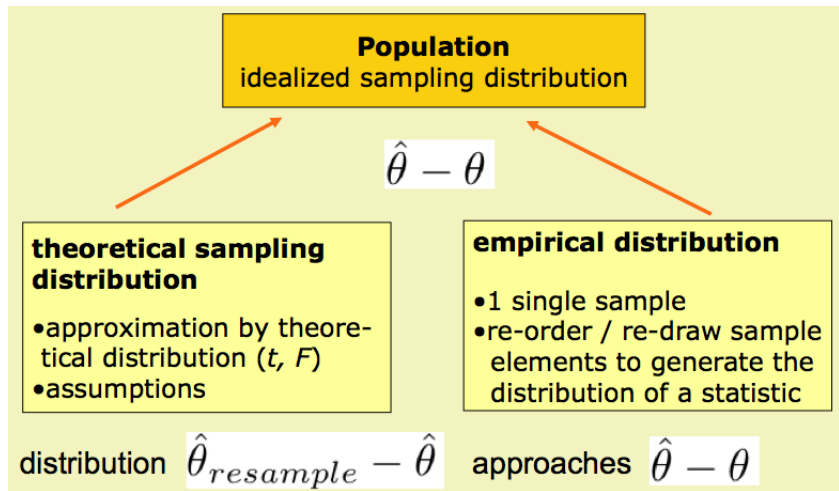 Population
idealized sampling distribution
θ̂ − θ
theoretical sampling
distribution
•approximation by theore-
tical distribution (t, F)
•assumptions
empirical distribution
•1 single sample
•re-order / re-draw sample
elements to generate the
distribution of a statistic
distribution θ̂resample − θ̂ approaches θ̂ − θ